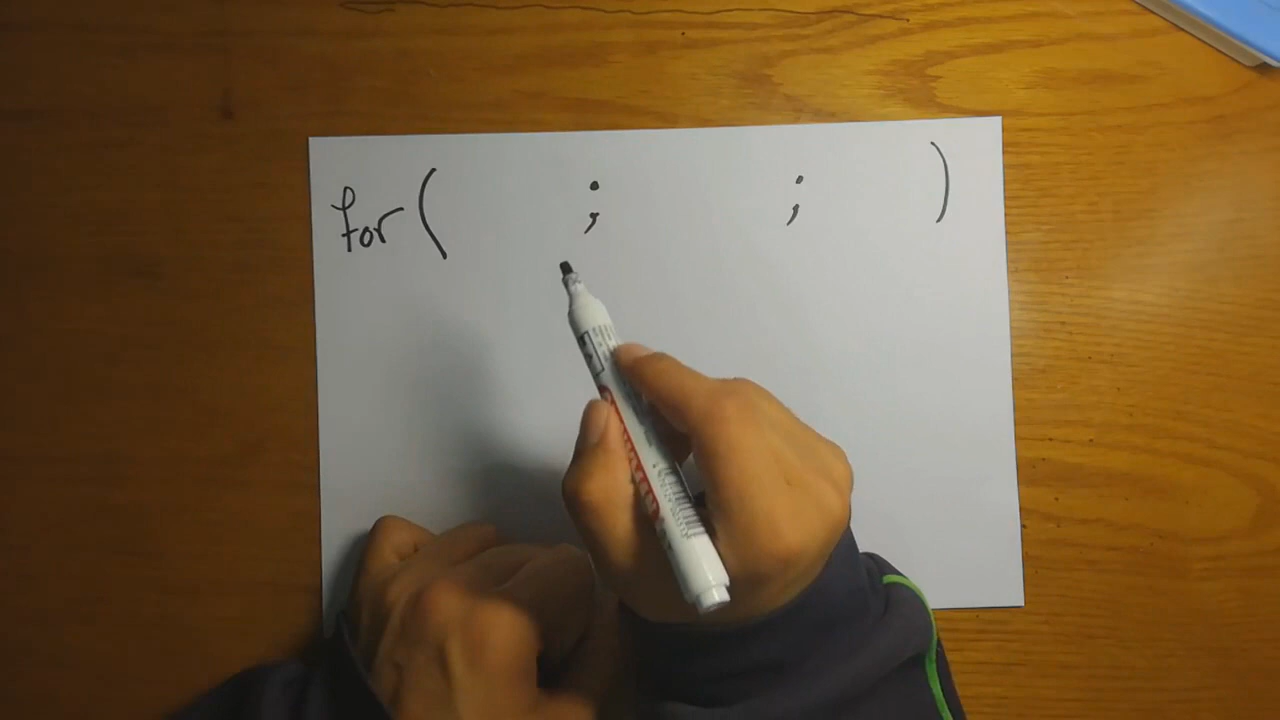 for(   ;   ;   )